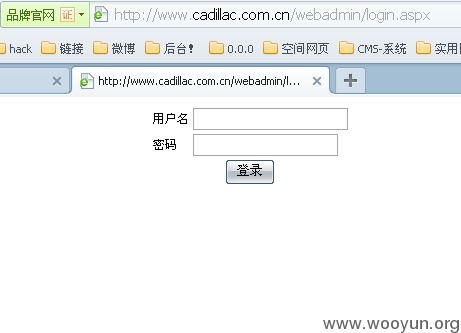 品牌官网 证 http://www.cadillac.com.cn/webadmin/login.aspx
hack 链接 微博 后台! 0.0.0 空间网页 CMS-系统 实用
http://www.cadillac.com.cn/webadmin/l...
用户名
密码
登录
www.wooyun.org